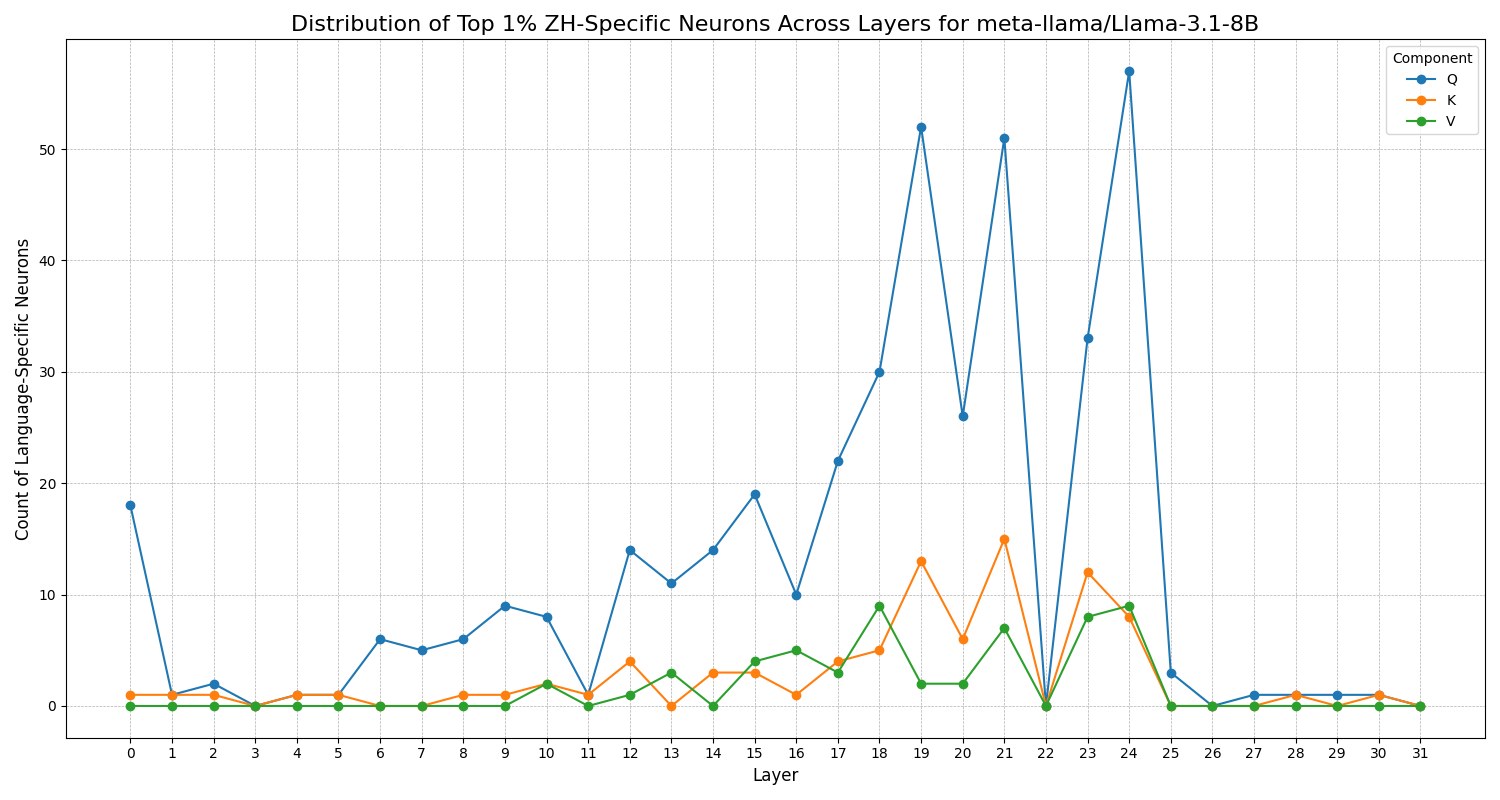 Distribution of Top 1% ZH-Specific Neurons Across Layers for meta-llama/Llama-3.1-8B
Component
Q
K
V
Count of Language-Specific Neurons
50
40
30
20
10
0
0 1 2 3 4 5 6 7 8 9 10 11 12 13 14 15 16 17 18 19 20 21 22 23 24 25 26 27 28 29 30 31
Layer